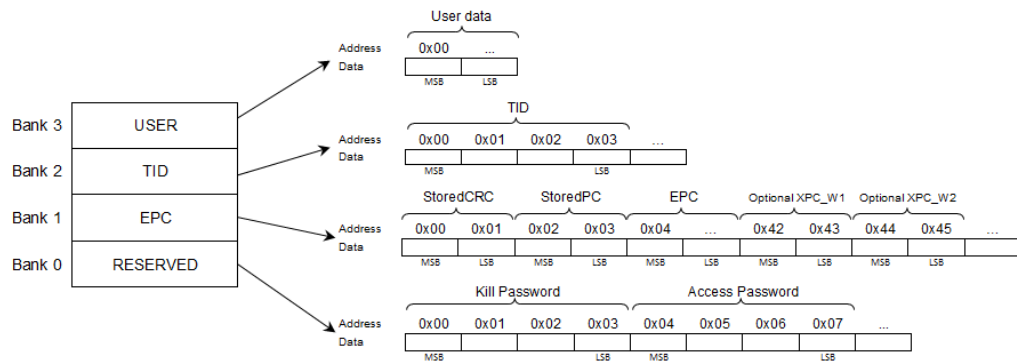 User data
Address 0x00 ...
Data
MSB LSB
Bank 3 USER
Bank 2 TID
Bank 1 EPC
Bank 0 RESERVED
TID
Address 0x00 0x01 0x02 0x03 ...
Data
MSB LSB
StoredCRC StoredPC EPC Optional XPC_W1 Optional XPC_W2
Address 0x00 0x01 0x02 0x03 0x04 ... 0x42 0x43 0x44 0x45 ...
Data
MSB LSB MSB LSB MSB LSB MSB LSB MSB LSB
Kill Password Access Password
Address 0x00 0x01 0x02 0x03 0x04 0x05 0x06 0x07 ...
Data
MSB LSB MSB LSB